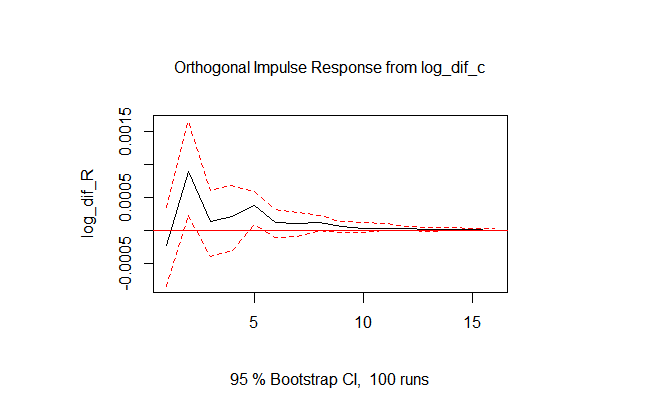 Orthogonal Impulse Response from log_dif_c
log_dif_R
0.0015
0.0005
-0.0005
5 10 15
95 % Bootstrap CI, 100 runs